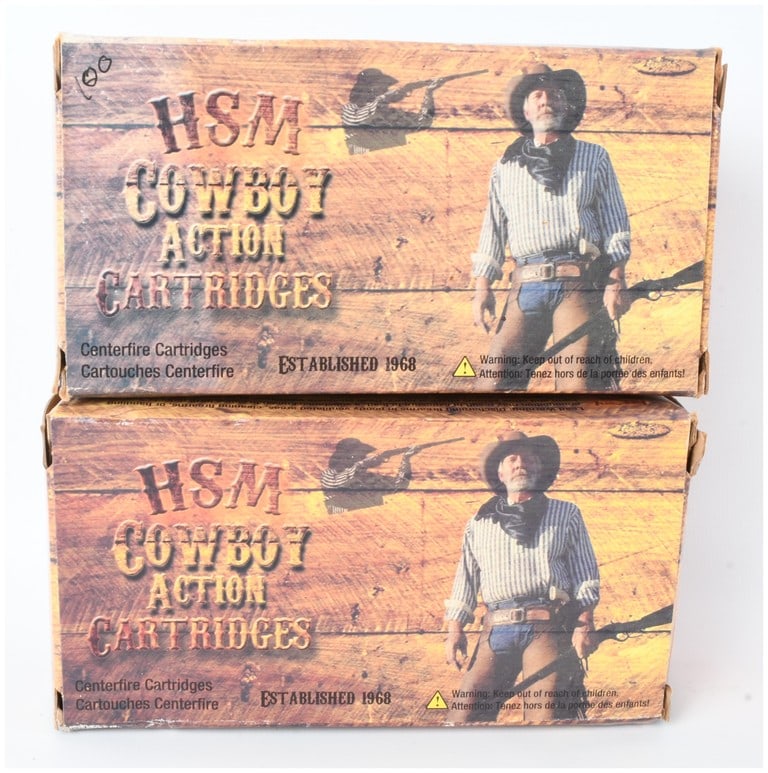 100
HSM
COWBOY
ACTION
CARTRIDGES
Centerfire Cartridges
Cartouches Centerfire
ESTABLISHED 1968
Warning: Keep out of reach of children.
Attention: Tenez hors de la portée des enfants!
HSM
COWBOY
ACTION
CARTRIDGES
Centerfire Cartridges
Cartouches Centerfire
ESTABLISHED 1968
Warning: Keep out of reach of children.
Attention: Tenez hors de la portée des enfants!